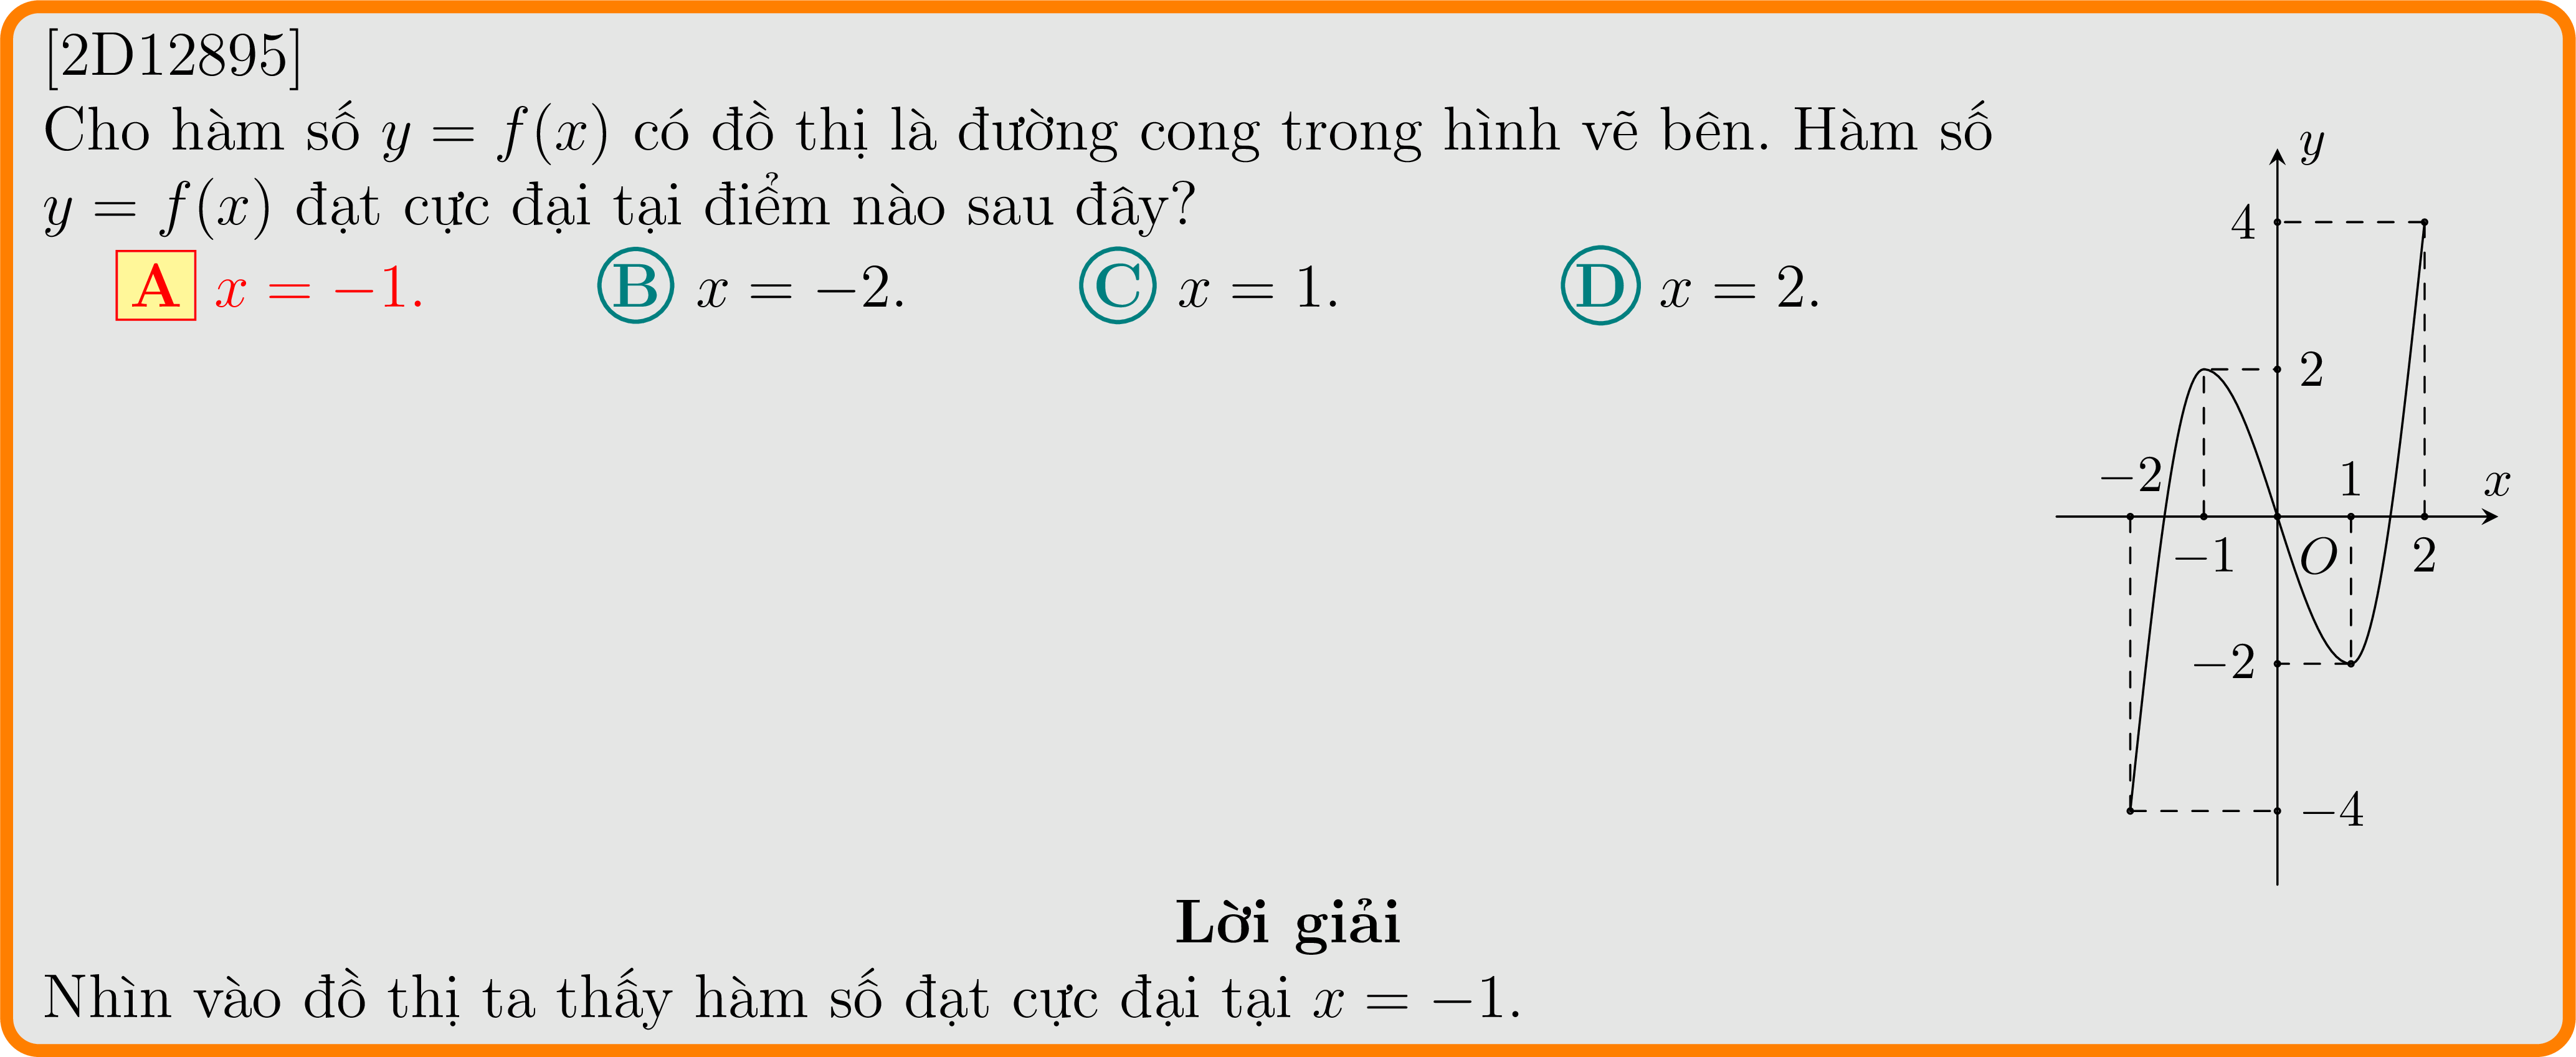 [2D12895]
Cho hàm số y = f(x) có đồ thị là đường cong trong hình vẽ bên. Hàm số
y = f(x) đạt cực đại tại điểm nào sau đây?
A x = −1. B x = −2. C x = 1. D x = 2.
y
4
2
−2 1 x
−1 O 2
−2
−4
Lời giải
Nhìn vào đồ thị ta thấy hàm số đạt cực đại tại x = −1.